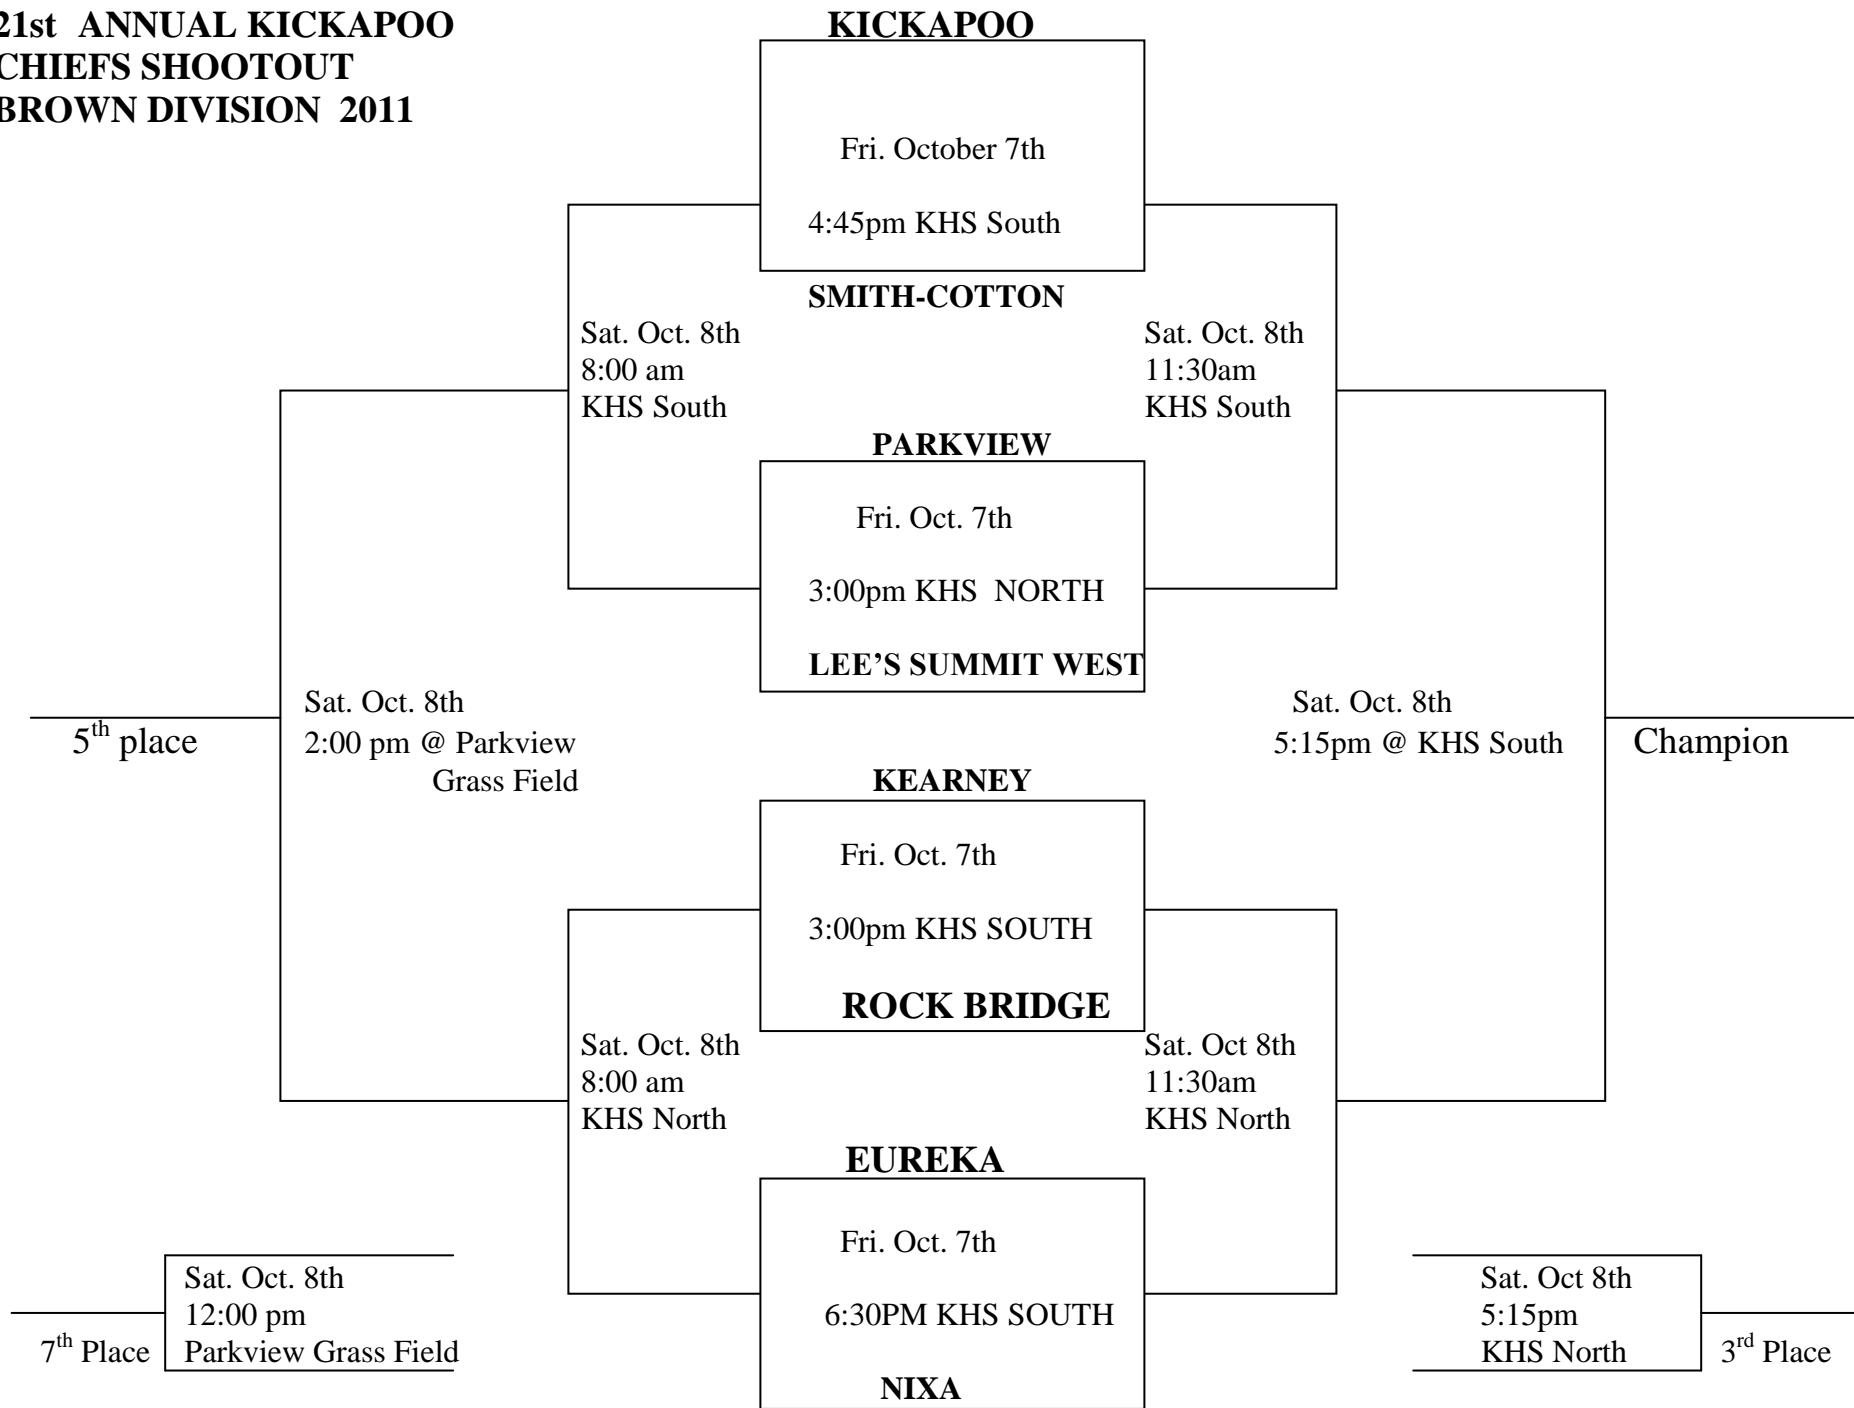 21st ANNUAL KICKAPOO
CHIEFS SHOOTOUT
BROWN DIVISION 2011
KICKAPOO
Fri. October 7th
4:45pm KHS South
SMITH-COTTON
Sat. Oct. 8th
8:00 am
KHS South
Sat. Oct. 8th
11:30am
KHS South
PARKVIEW
Fri. Oct. 7th
3:00pm KHS NORTH
LEE’S SUMMIT WEST
5th place
Sat. Oct. 8th
2:00 pm @ Parkview
Grass Field
Sat. Oct. 8th
5:15pm @ KHS South
Champion
KEARNEY
Fri. Oct. 7th
3:00pm KHS SOUTH
ROCK BRIDGE
Sat. Oct. 8th
8:00 am
KHS North
Sat. Oct 8th
11:30am
KHS North
EUREKA
Fri. Oct. 7th
6:30PM KHS SOUTH
NIXA
7th Place
Sat. Oct. 8th
12:00 pm
Parkview Grass Field
Sat. Oct 8th
5:15pm
KHS North
3rd Place